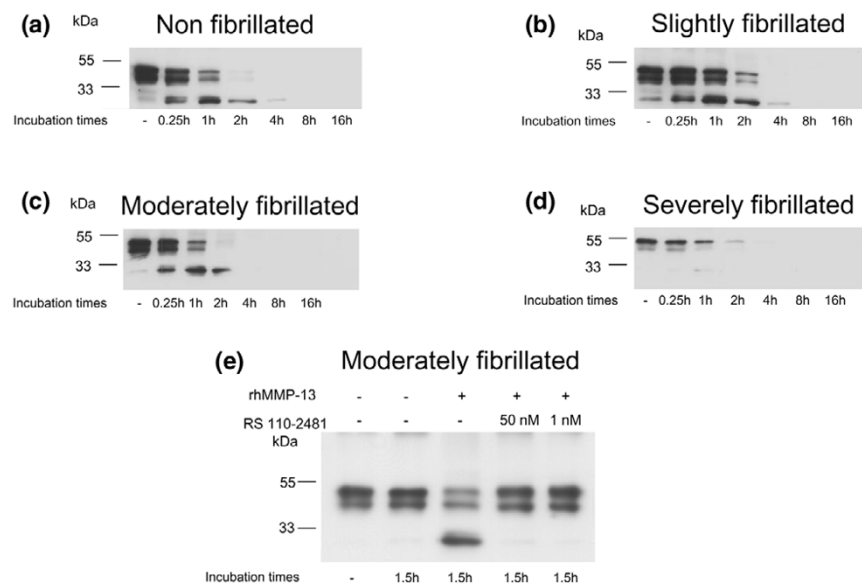 (a) kDa Non fibrillated
55
33
Incubation times - 0.25h 1h 2h 4h 8h 16h
(b) kDa Slightly fibrillated
55
33
Incubation times - 0.25h 1h 2h 4h 8h 16h
(c) kDa Moderately fibrillated
55
33
Incubation times - 0.25h 1h 2h 4h 8h 16h
(d) kDa Severely fibrillated
55
33
Incubation times - 0.25h 1h 2h 4h 8h 16h
(e) Moderately fibrillated
rhMMP-13 - - + + +
RS 110-2481 - - - 50 nM 1 nM
kDa
55
33
Incubation times - 1.5h 1.5h 1.5h 1.5h